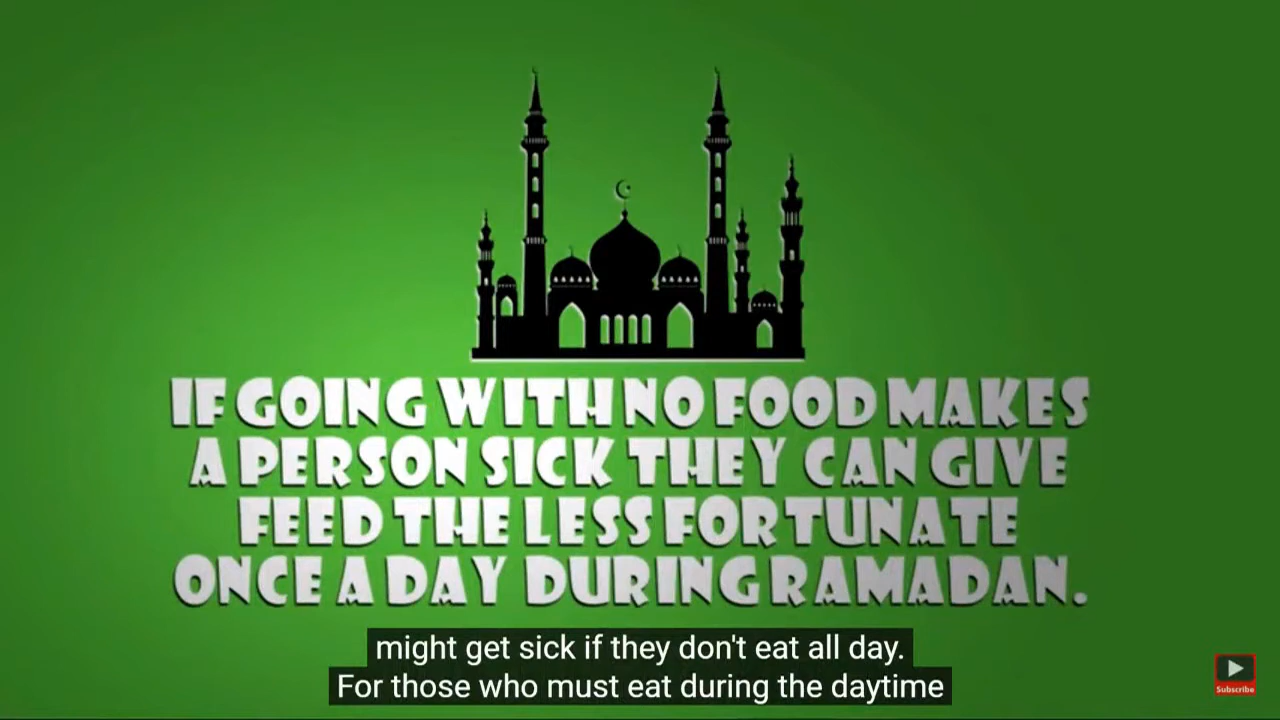 IF GOING WITH NO FOOD MAKES
A PERSON SICK THEY CAN GIVE
FEED THE LESS FORTUNATE
ONCE A DAY DURING RAMADAN.
might get sick if they don't eat all day.
For those who must eat during the daytime
Subscribe